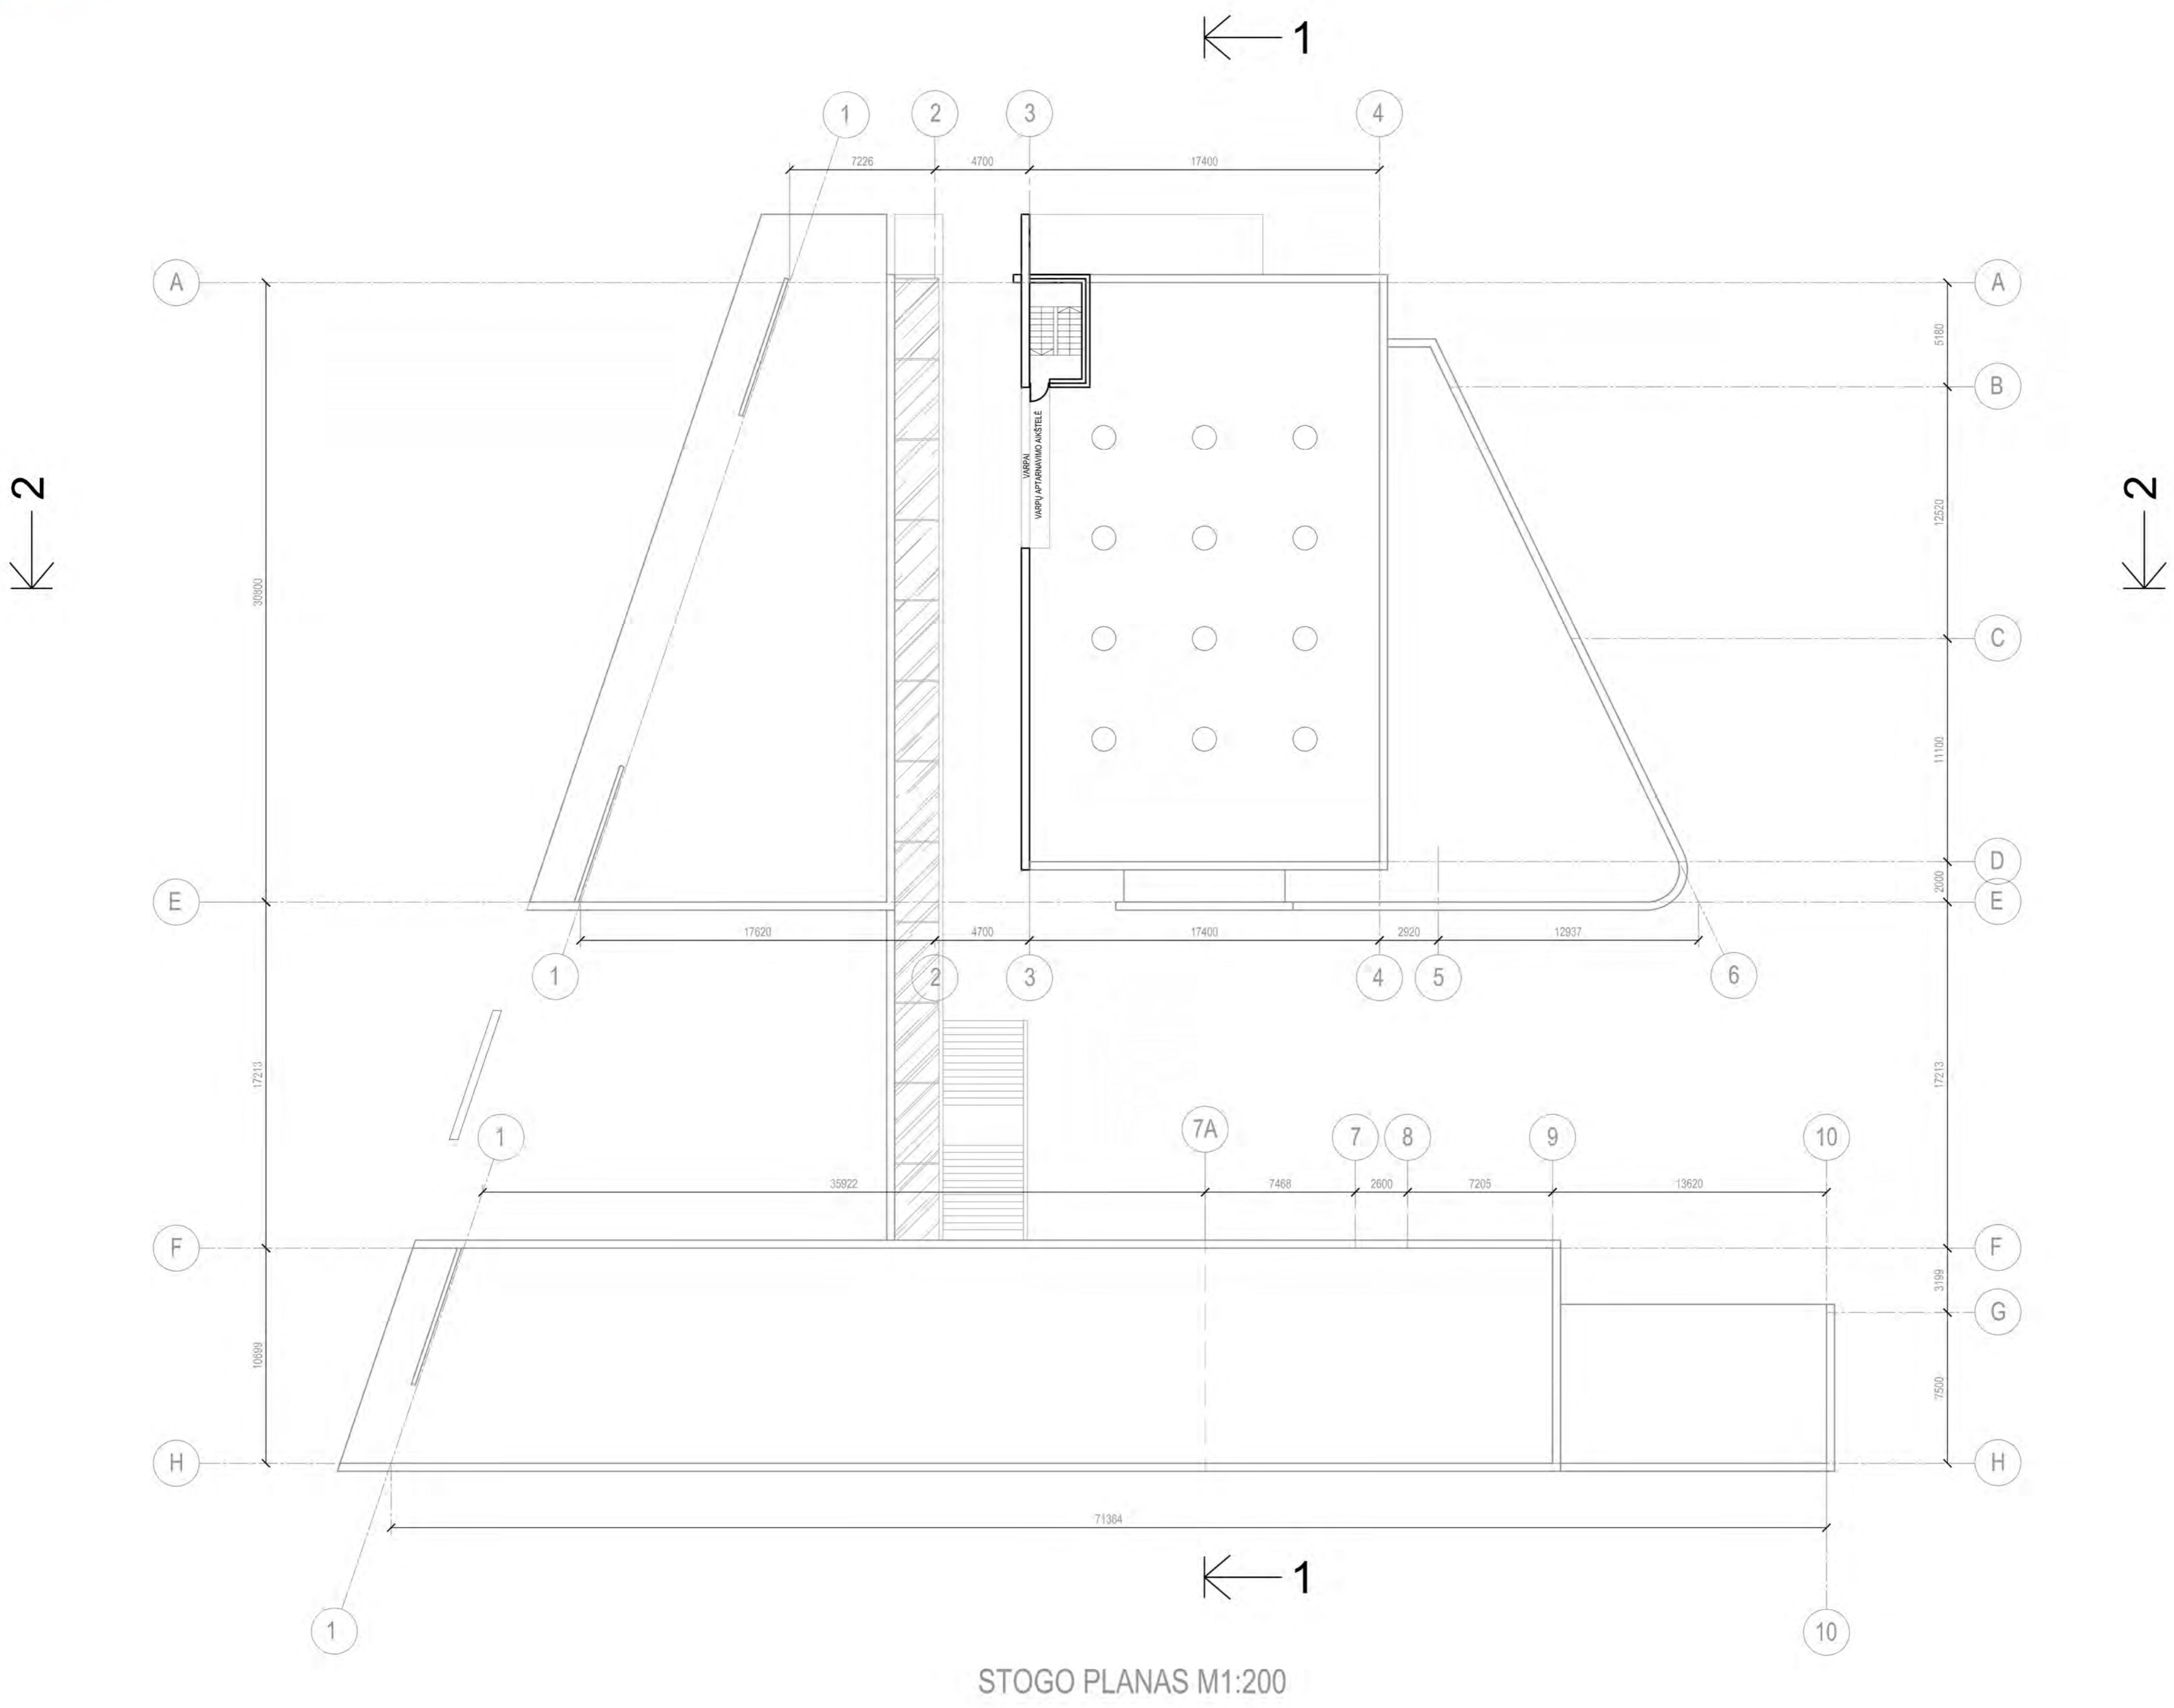 1
1
2
3
4
7226
4700
17400
A
A
5180
B
2
2
VARPAI
VARPŲ APTARNAVIMO AIKŠTELĖ
12520
30800
C
11100
D
2000
E
E
17620
4700
17400
2920
12937
1
2
3
4
5
6
17213
17213
1
7A
7
8
9
10
35922
7468
2600
7205
13620
F
F
3199
G
10699
7500
H
H
71364
1
1
10
STOGO PLANAS M1:200